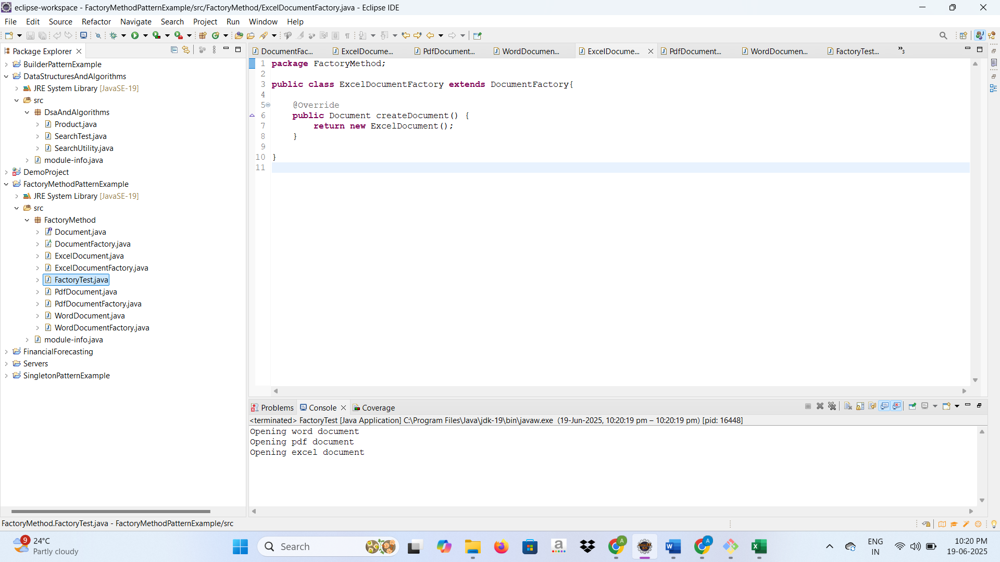 eclipse-workspace - FactoryMethodPatternExample/src/FactoryMethod/ExcelDocumentFactory.java - Eclipse IDE
File Edit Source Refactor Navigate Search Project Run Window Help
Package Explorer
BuilderPatternExample
DataStructuresAndAlgorithms
JRE System Library [JavaSE-19]
src
DsaAndAlgorithms
Product.java
SearchTest.java
SearchUtility.java
module-info.java
DemoProject
FactoryMethodPatternExample
JRE System Library [JavaSE-19]
src
FactoryMethod
Document.java
DocumentFactory.java
ExcelDocument.java
ExcelDocumentFactory.java
FactoryTest.java
PdfDocument.java
PdfDocumentFactory.java
WordDocument.java
WordDocumentFactory.java
module-info.java
FinancialForecasting
Servers
SingletonPatternExample
DocumentFac... ExcelDocume... PdfDocument... WordDocumen... ExcelDocume... PdfDocument... WordDocumen... FactoryTest... »3
1 package FactoryMethod;
2
3 public class ExcelDocumentFactory extends DocumentFactory{
4
5 @Override
6 public Document createDocument() {
7 return new ExcelDocument();
8 }
9
10 }
11
Problems Console Coverage
<terminated> FactoryTest [Java Application] C:\Program Files\Java\jdk-19\bin\javaw.exe (19-Jun-2025, 10:20:19 pm – 10:20:19 pm) [pid: 16448]
Opening word document
Opening pdf document
Opening excel document
FactoryMethod.FactoryTest.java - FactoryMethodPatternExample/src
9
24°C
Partly cloudy
Search
ENG
IN
10:20 PM
19-06-2025